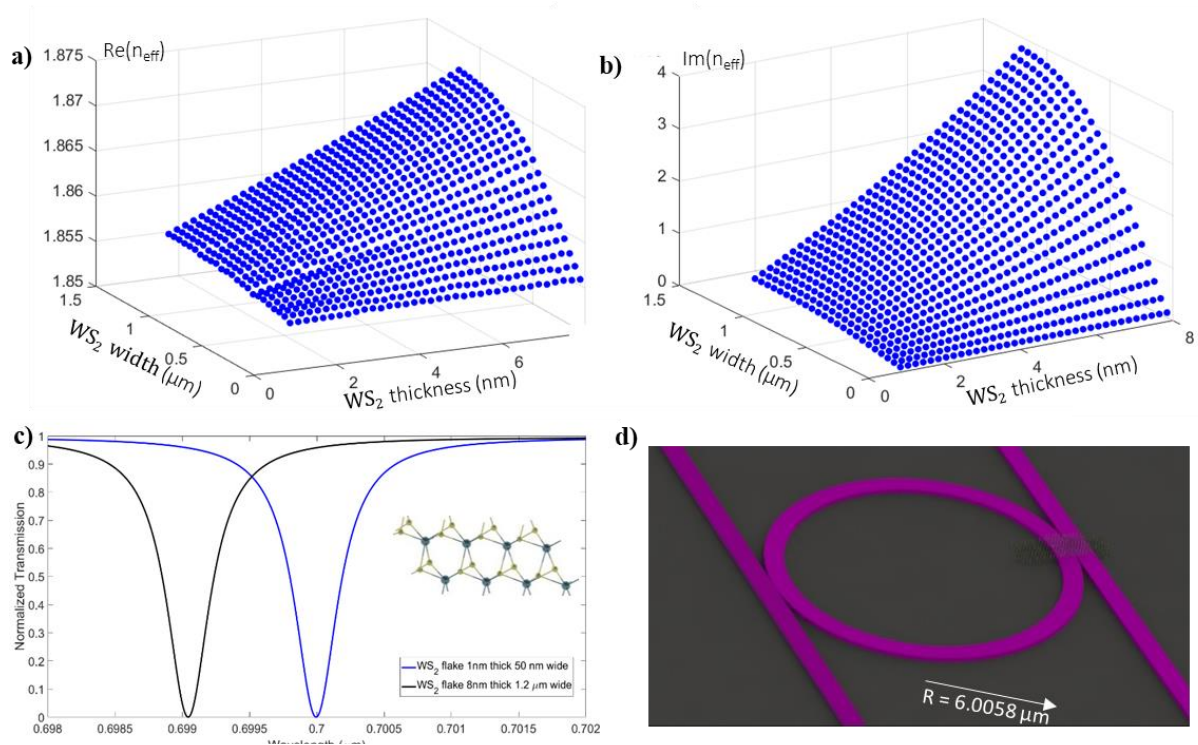 a)
Re(n_eff)
1.875
1.87
1.865
1.86
1.855
1.85
1.5
1
0.5
0
0
2
4
6
WS₂ width (μm)
WS₂ thickness (nm)
b)
Im(n_eff)
4
3
2
1
0
1.5
1
0.5
0
0
2
4
6
8
WS₂ width (μm)
WS₂ thickness (nm)
c)
1
0.9
0.8
0.7
0.6
0.5
0.4
0.3
0.2
0.1
0
Normalized Transmission
WS₂ flake 1nm thick 50 nm wide
WS₂ flake 8nm thick 1.2 μm wide
0.698 0.6985 0.699 0.6995 0.7 0.7005 0.701 0.7015 0.702
d)
R = 6.0058 μm